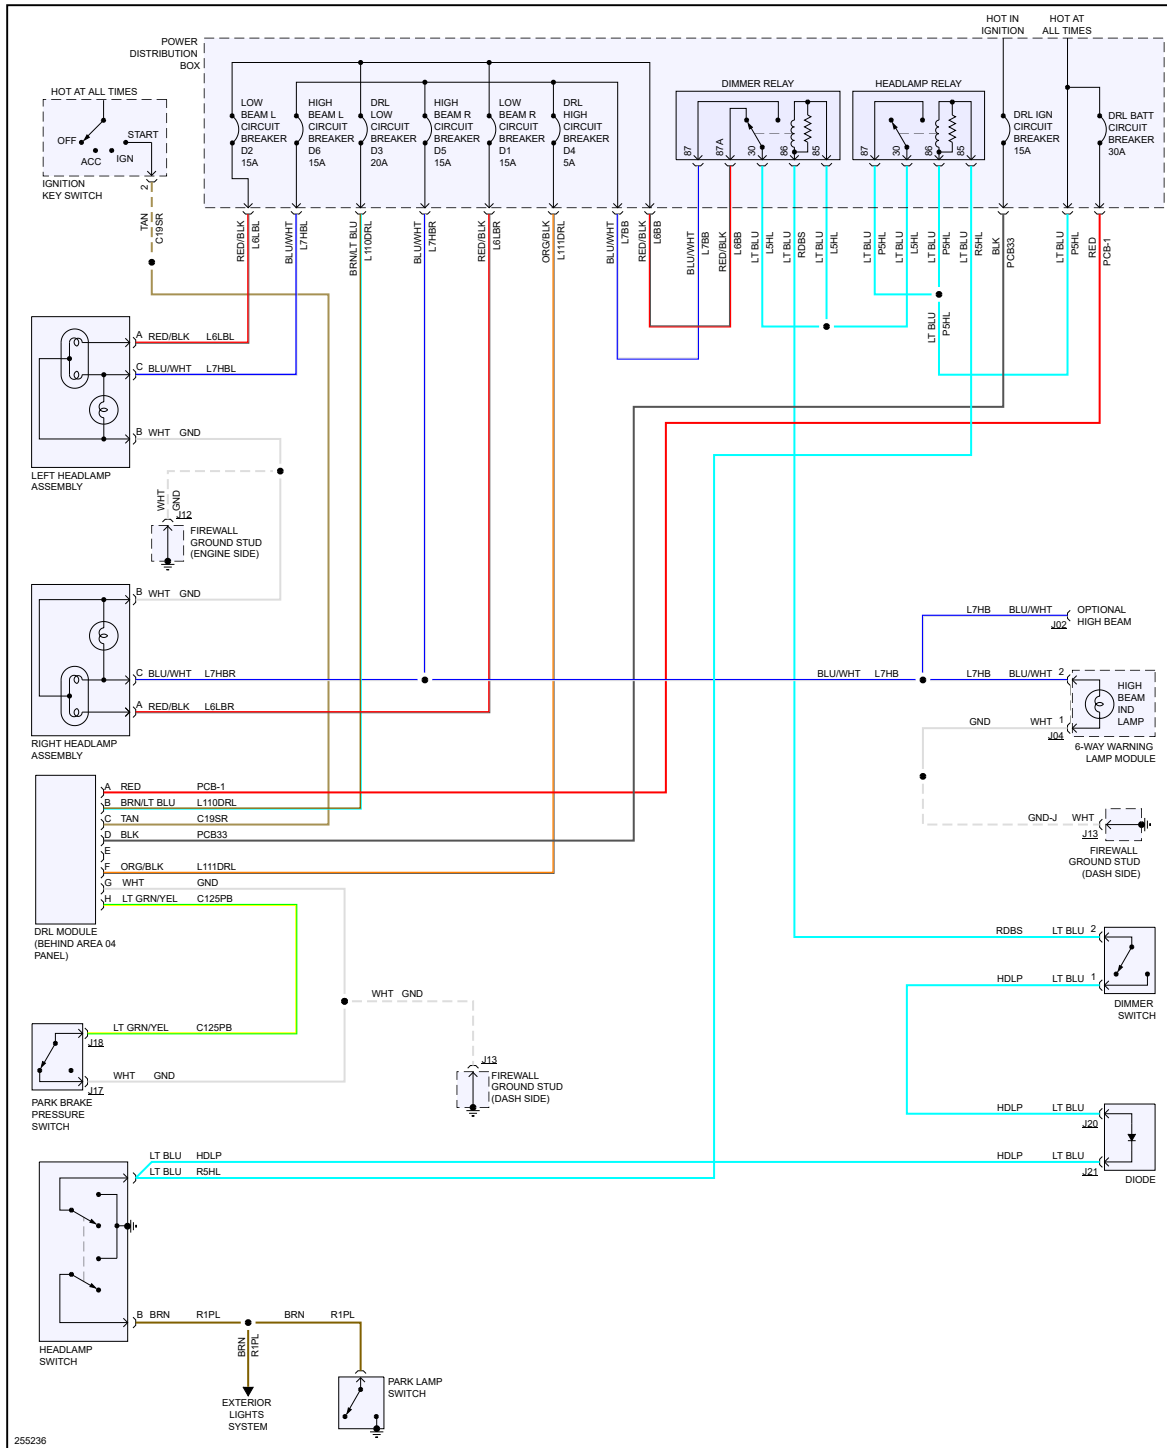 HOT IN
IGNITION
HOT AT
ALL TIMES
POWER
DISTRIBUTION
BOX
HOT AT ALL TIMES
OFF
START
ACC
IGN
2
IGNITION
KEY SWITCH
TAN
C19SR
LOW
BEAM L
CIRCUIT
BREAKER
D2
15A
HIGH
BEAM L
CIRCUIT
BREAKER
D6
15A
DRL
LOW
CIRCUIT
BREAKER
D3
20A
HIGH
BEAM R
CIRCUIT
BREAKER
D5
15A
LOW
BEAM R
CIRCUIT
BREAKER
D1
15A
DRL
HIGH
CIRCUIT
BREAKER
D4
5A
DIMMER RELAY
87
87A
30
86
85
HEADLAMP RELAY
87
30
86
85
DRL IGN
CIRCUIT
BREAKER
15A
DRL BATT
CIRCUIT
BREAKER
30A
RED/BLK
L6LBL
BLU/WHT
L7HBL
BRN/LT BLU
L110DRL
BLU/WHT
L7HBR
RED/BLK
L6LBR
ORG/BLK
L111DRL
BLU/WHT
L7BB
RED/BLK
L6BB
BLU/WHT
L7BB
RED/BLK
L6BB
LT BLU
L5HL
LT BLU
RDBS
LT BLU
L5HL
LT BLU
P5HL
LT BLU
L5HL
LT BLU
P5HL
LT BLU
R5HL
BLK
PCB33
LT BLU
P5HL
RED
PCB-1
LT BLU
P5HL
A RED/BLK L6LBL
C BLU/WHT L7HBL
B WHT GND
LEFT HEADLAMP
ASSEMBLY
WHT
GND
J12
FIREWALL
GROUND STUD
(ENGINE SIDE)
B WHT GND
C BLU/WHT L7HBR
A RED/BLK L6LBR
RIGHT HEADLAMP
ASSEMBLY
L7HB BLU/WHT
J02
OPTIONAL
HIGH BEAM
BLU/WHT L7HB
L7HB BLU/WHT 2
HIGH
BEAM
IND
LAMP
GND WHT 1
J04
6-WAY WARNING
LAMP MODULE
GND-J WHT
J13
FIREWALL
GROUND STUD
(DASH SIDE)
A RED PCB-1
B BRN/LT BLU L110DRL
C TAN C19SR
D BLK PCB33
E
F ORG/BLK L111DRL
G WHT GND
H LT GRN/YEL C125PB
DRL MODULE
(BEHIND AREA 04
PANEL)
RDBS LT BLU 2
HDLP LT BLU 1
DIMMER
SWITCH
WHT GND
LT GRN/YEL C125PB
J18
WHT GND
J17
PARK BRAKE
PRESSURE
SWITCH
J13
FIREWALL
GROUND STUD
(DASH SIDE)
HDLP LT BLU
J20
HDLP LT BLU
J21
DIODE
LT BLU HDLP
LT BLU R5HL
B BRN R1PL
BRN R1PL
HEADLAMP
SWITCH
BRN
R1PL
EXTERIOR
LIGHTS
SYSTEM
PARK LAMP
SWITCH
255236